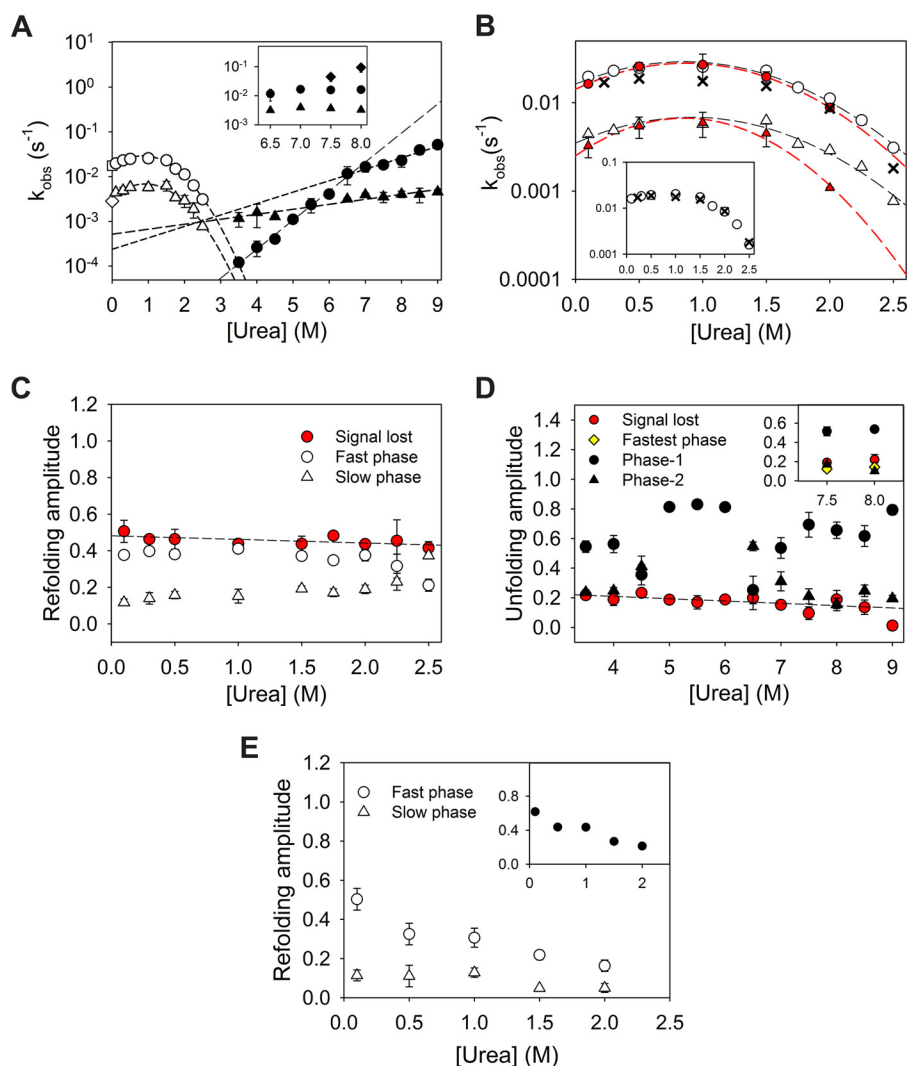 A
B
k_obs (s⁻¹)
10¹
10⁰
10⁻¹
10⁻²
10⁻³
10⁻⁴
0 1 2 3 4 5 6 7 8 9
[Urea] (M)
10⁻¹
10⁻²
10⁻³
6.5 7.0 7.5 8.0
k_obs (s⁻¹)
0.01
0.001
0.0001
0.0 0.5 1.0 1.5 2.0 2.5
[Urea] (M)
0.1
0.01
0.001
0.0 0.5 1.0 1.5 2.0 2.5
C
D
Refolding amplitude
1.2
1.0
0.8
0.6
0.4
0.2
0.0
0.0 0.5 1.0 1.5 2.0 2.5
[Urea] (M)
Signal lost
Fast phase
Slow phase
Unfolding amplitude
1.4
1.2
1.0
0.8
0.6
0.4
0.2
0.0
4 5 6 7 8 9
[Urea] (M)
Signal lost
Fastest phase
Phase-1
Phase-2
0.6
0.4
0.2
0.0
7.5 8.0
E
Refolding amplitude
1.2
1.0
0.8
0.6
0.4
0.2
0.0
0.0 0.5 1.0 1.5 2.0 2.5
[Urea] (M)
Fast phase
Slow phase
0.8
0.4
0.0
0 1 2